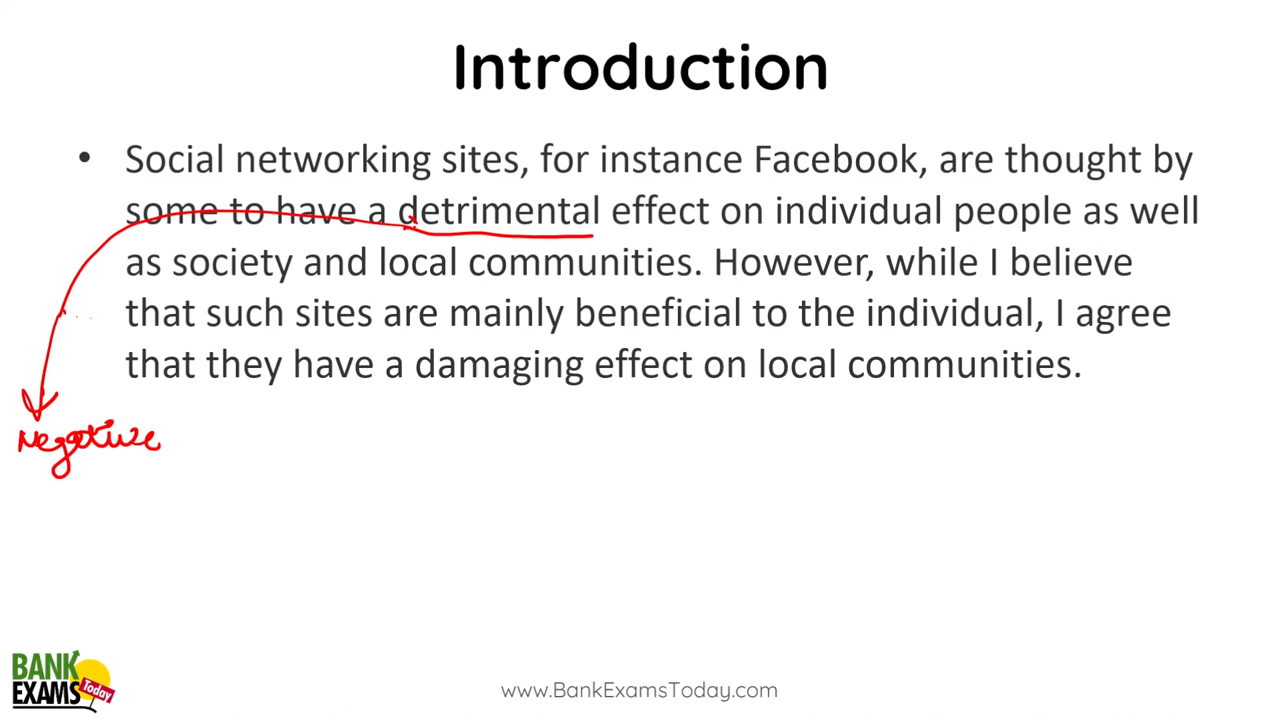 Introduction
• Social networking sites, for instance Facebook, are thought by
some to have a detrimental effect on individual people as well
as society and local communities. However, while I believe
that such sites are mainly beneficial to the individual, I agree
that they have a damaging effect on local communities.
Negative
BANK
EXAMS Today
www.BankExamsToday.com